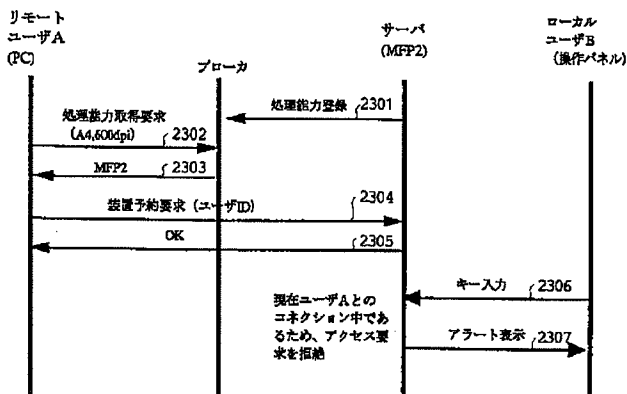 リモート
ユーザA
(PC)
ブローカ
サーバ
(MFP2)
ローカル
ユーザB
(操作パネル)
処理能力登録
2301
処理能力取得要求
(A4,600dpi)
2302
MFP2
2303
装置予約要求 (ユーザID)
2304
OK
2305
キー入力
2306
現在ユーザAとの
コネクション中であ
るため、アクセス要
求を拒絶
アラート表示
2307